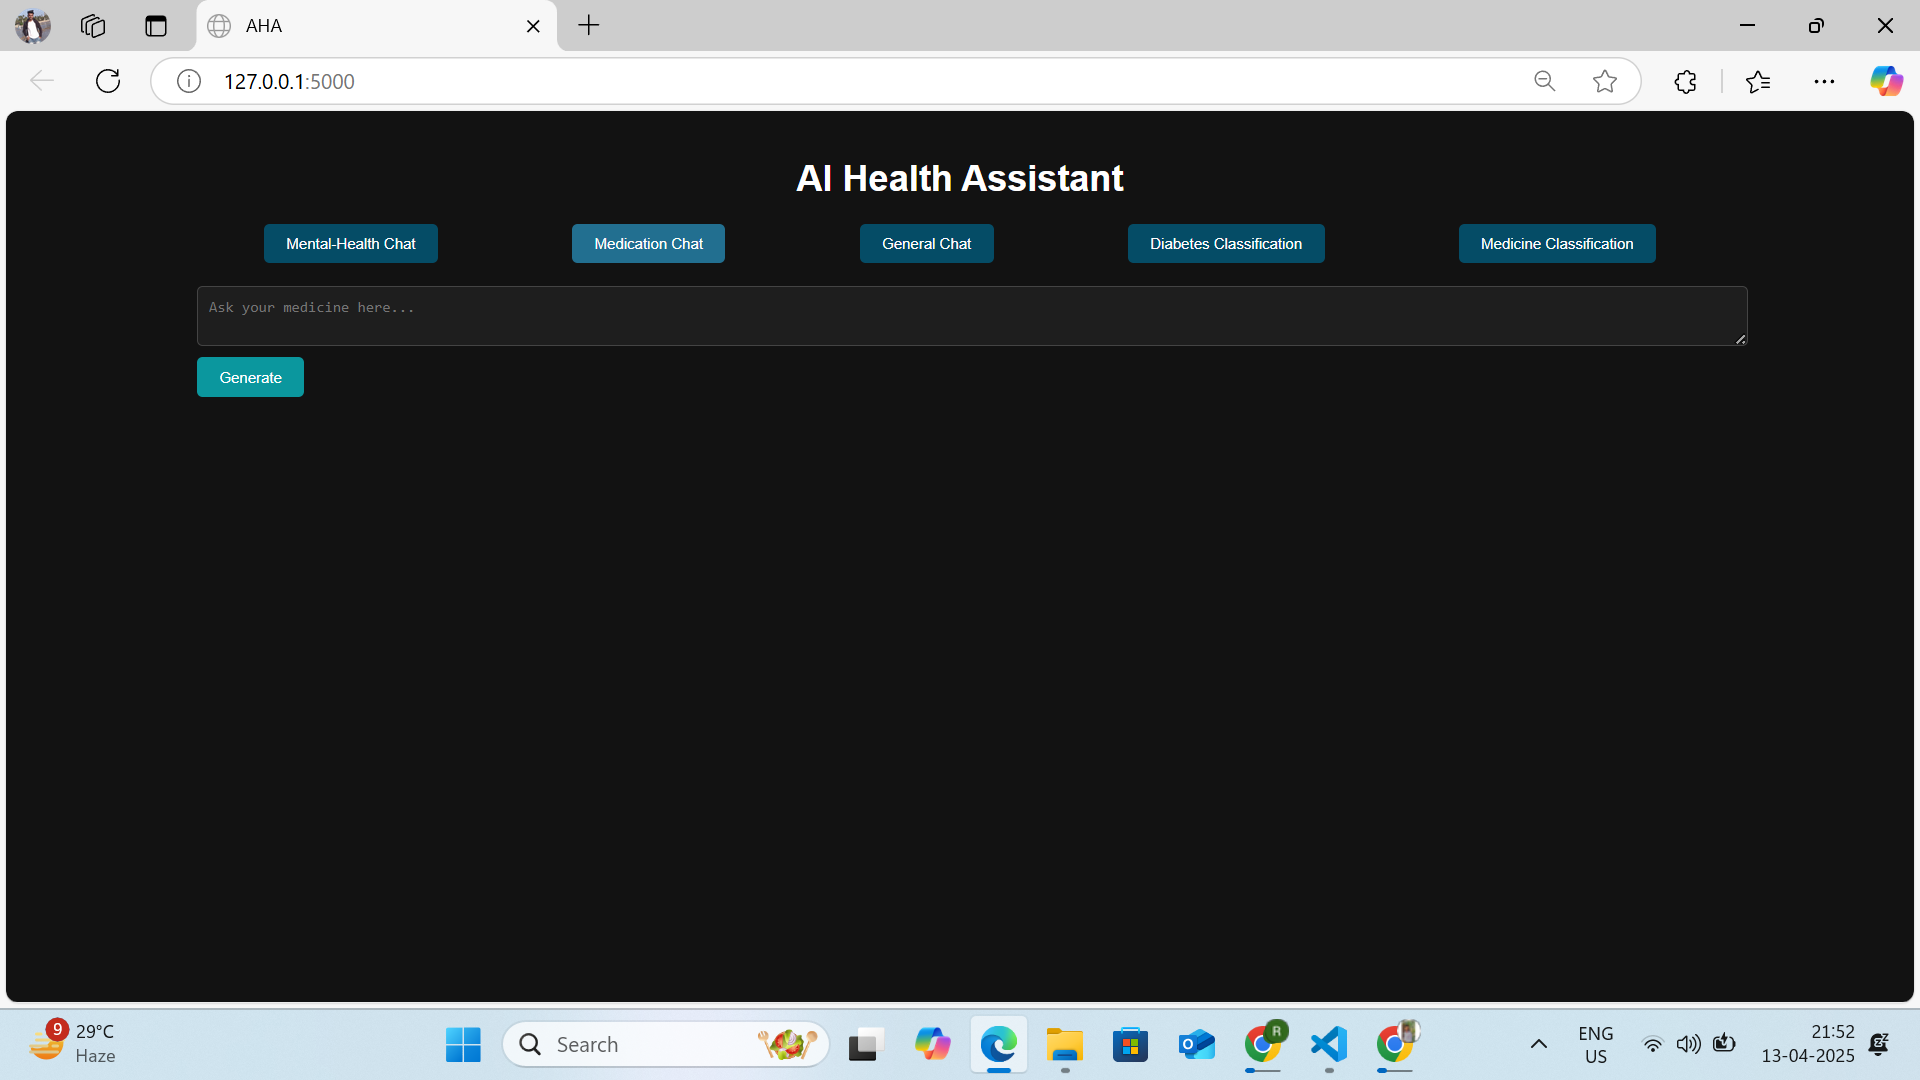 AHA
127.0.0.1:5000
AI Health Assistant
Mental-Health Chat
Medication Chat
General Chat
Diabetes Classification
Medicine Classification
Ask your medicine here...
Generate
9
29°C
Haze
Search
R
ENG
US
21:52
13-04-2025